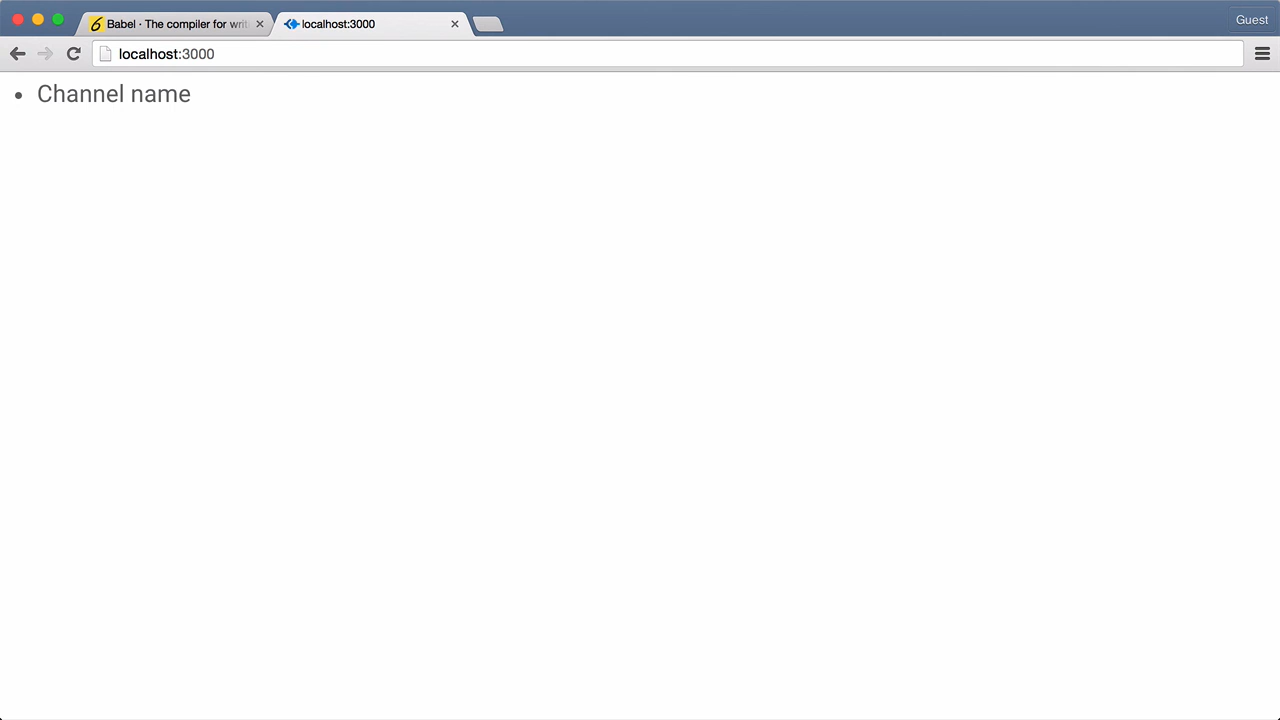 Babel · The compiler for writ
localhost:3000
Guest
localhost:3000
Channel name